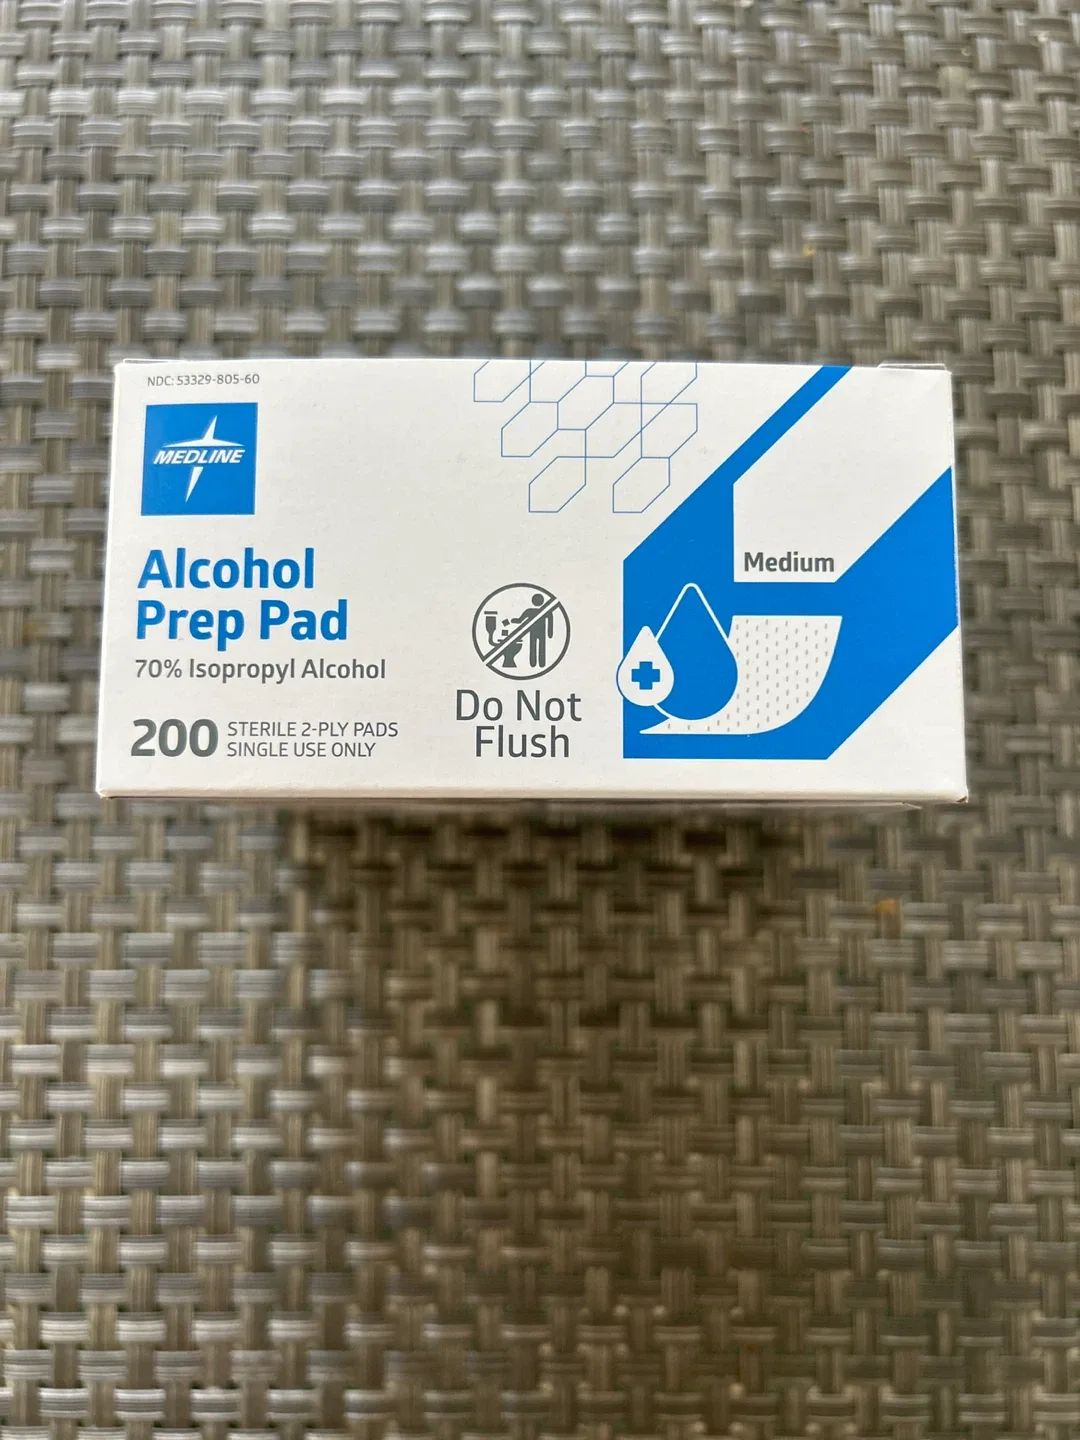 NDC: 53329-805-60
MEDLINE
Alcohol
Prep Pad
70% Isopropyl Alcohol
200 STERILE 2-PLY PADS
SINGLE USE ONLY
Do Not
Flush
Medium